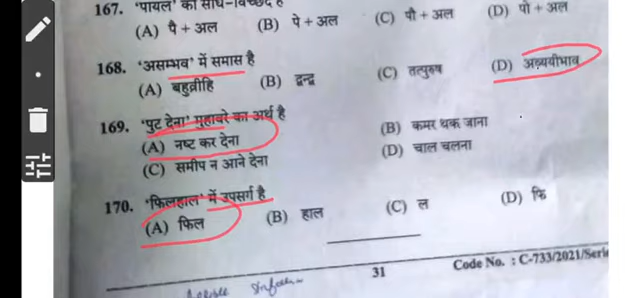 167. 'पायल' का संधि-विच्छेद है
(A) पै + अल (B) पे + अल (C) पौ + अल (D) पो + अल
168. 'असम्भव' में समास है
(A) बहुव्रीहि (B) द्वन्द्व (C) तत्पुरुष (D) अव्ययीभाव
169. 'पुट देना' मुहावरे का अर्थ है
(A) नष्ट कर देना (B) कमर थक जाना
(C) समीप न आने देना (D) चाल चलना
170. 'फिलहाल' में उपसर्ग है
(A) फिल (B) हाल (C) ल (D) फि
31 Code No. : C-733/2021/Serie